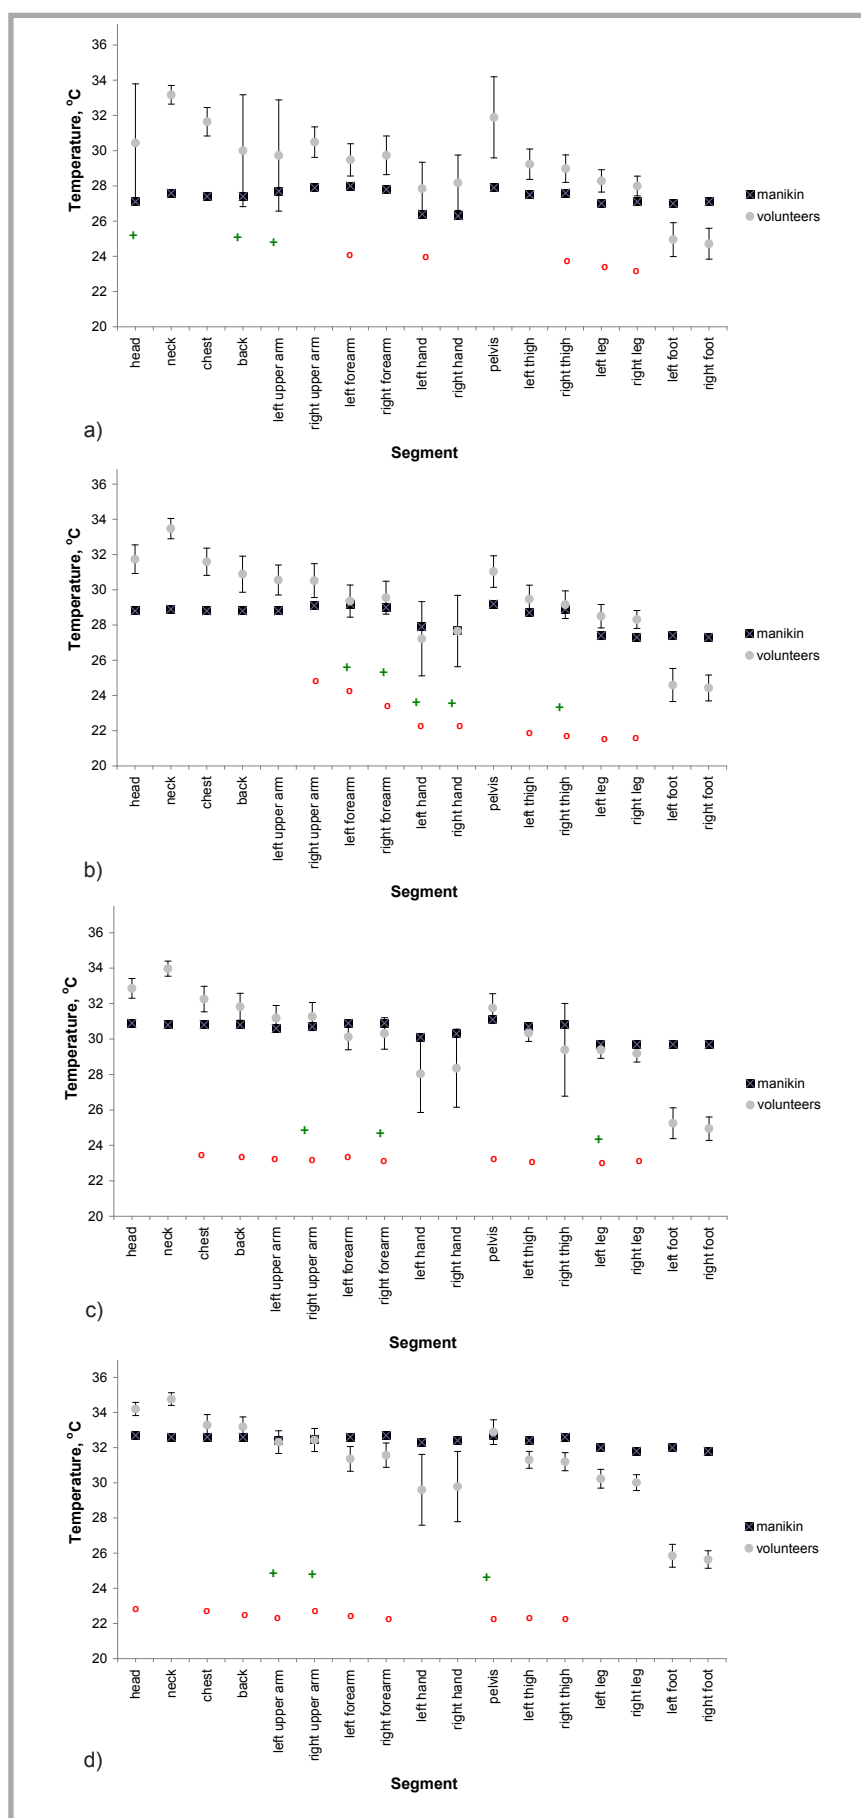 36
34
32
30
28
26
24
22
20
Temperature, °C
manikin
volunteers
+ + +
o o o o o
head
neck
chest
back
left upper arm
right upper arm
left forearm
right forearm
left hand
right hand
pelvis
left thigh
right thigh
left leg
right leg
left foot
right foot
a)
Segment
36
34
32
30
28
26
24
22
20
Temperature, °C
manikin
volunteers
+ + + + +
o o o o o o o o o
head
neck
chest
back
left upper arm
right upper arm
left forearm
right forearm
left hand
right hand
pelvis
left thigh
right thigh
left leg
right leg
left foot
right foot
b)
Segment
36
34
32
30
28
26
24
22
20
Temperature, °C
manikin
volunteers
+ + +
o o o o o o o o o o
head
neck
chest
back
left upper arm
right upper arm
left forearm
right forearm
left hand
right hand
pelvis
left thigh
right thigh
left leg
right leg
left foot
right foot
c)
Segment
36
34
32
30
28
26
24
22
20
Temperature, °C
manikin
volunteers
+ + +
o o o o o o o o o o
head
neck
chest
back
left upper arm
right upper arm
left forearm
right forearm
left hand
right hand
pelvis
left thigh
right thigh
left leg
right leg
left foot
right foot
d)
Segment